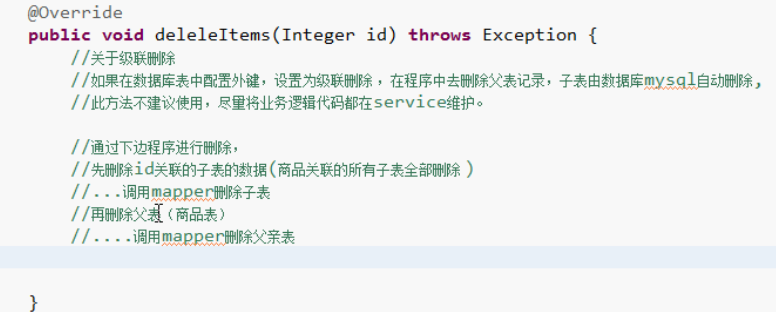 @Override
public void deleleItems(Integer id) throws Exception {
//关于级联删除
//如果在数据库表中配置外键，设置为级联删除，在程序中去删除父表记录，子表由数据库mysql自动删除，
//此方法不建议使用，尽量将业务逻辑代码都在service维护。
//通过下边程序进行删除，
//先删除id关联的子表的数据(商品关联的所有子表全部删除 )
//...调用mapper删除子表
//再删除父表（商品表）
//....调用mapper删除父亲表
}